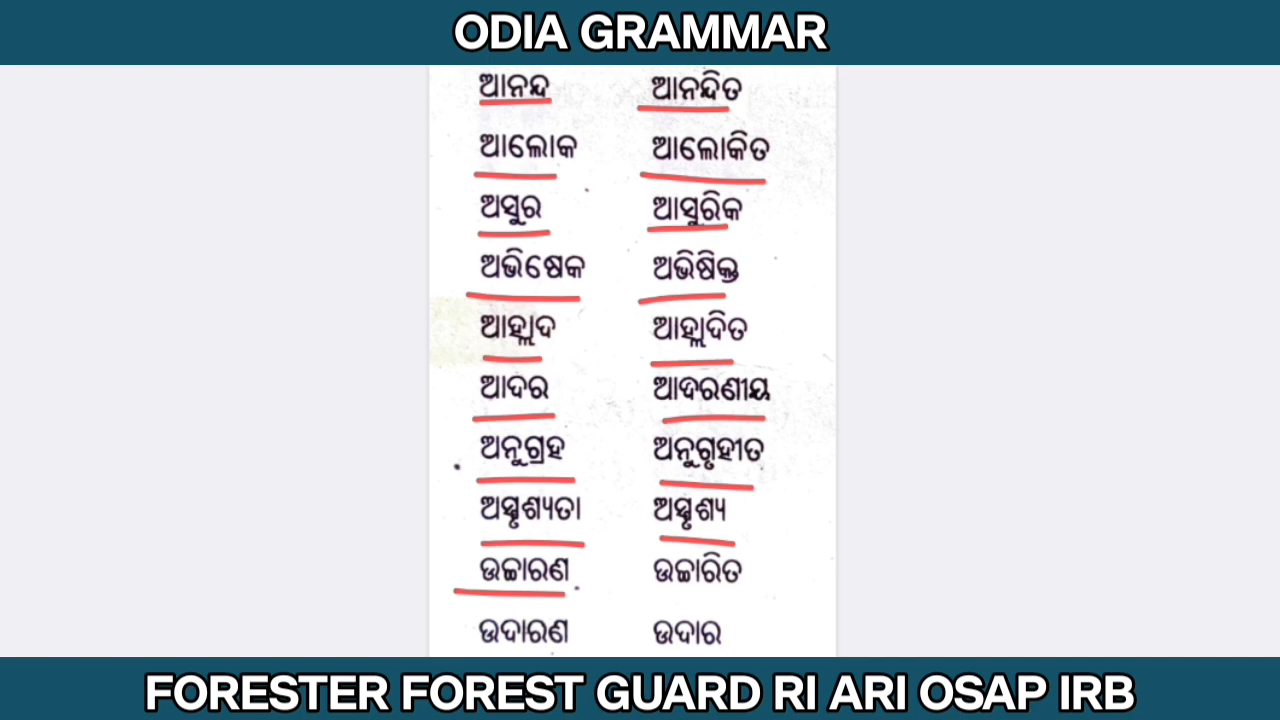 ODIA GRAMMAR
ଆନନ୍ଦ ଆନନ୍ଦିତ
ଆଲୋକ ଆଲୋକିତ
ଅସୁର ଆସୁରିକ
ଅଭିଷେକ ଅଭିଷିକ୍ତ
ଆହ୍ଲାଦ ଆହ୍ଲାଦିତ
ଆଦର ଆଦରଣୀୟ
ଅନୁଗ୍ରହ ଅନୁଗୃହୀତ
ଅସ୍ପୃଶ୍ୟତା ଅସ୍ପୃଶ୍ୟ
ଉଚ୍ଚାରଣ ଉଚ୍ଚାରିତ
ଉଦାରଣ ଉଦାର
FORESTER FOREST GUARD RI ARI OSAP IRB